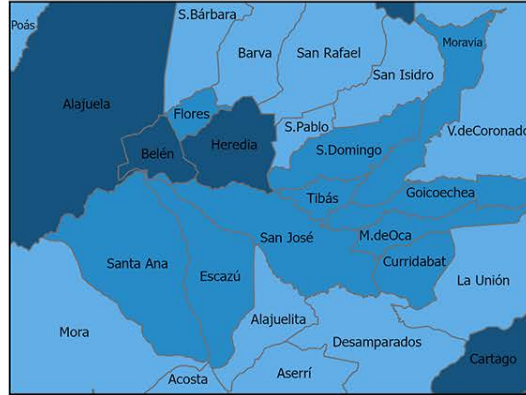 Poás
S.Bárbara
Barva
San Rafael
Moravia
San Isidro
Alajuela
Flores
S.Pablo
V.deCoronado
Belén
Heredia
S.Domingo
Tibás
Goicoechea
San José
M.deOca
Santa Ana
Escazú
Curridabat
La Unión
Alajuelita
Mora
Desamparados
Cartago
Acosta
Aserrí